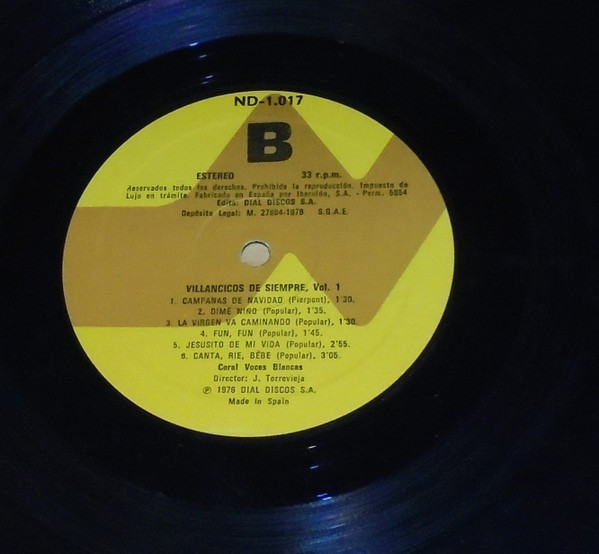 ND-1.017
B
ESTEREO 33 r.p.m.
Reservados todos los derechos. Prohibida la reproducción. Impuesto de
Lujo en trámite. Fabricado en España por Iberofón, S.A. - Perm. 5954
Edita: DIAL DISCOS S.A.
Depósito Legal: M. 27604-1978 S.G.A.E.
VILLANCICOS DE SIEMPRE, Vol. 1
1. CAMPANAS DE NAVIDAD (Pierpont), 1'30.
2. DIME NIÑO (Popular), 1'35.
3. LA VIRGEN VA CAMINANDO (Popular), 1'30.
4. FUN, FUN (Popular), 1'45.
5. JESUSITO DE MI VIDA (Popular), 2'55.
6. CANTA, RIE, BEBE (Popular), 3'05.
Coral Voces Blancas
Director: J. Torrevieja
Ⓟ 1976 DIAL DISCOS S.A.
Made in Spain